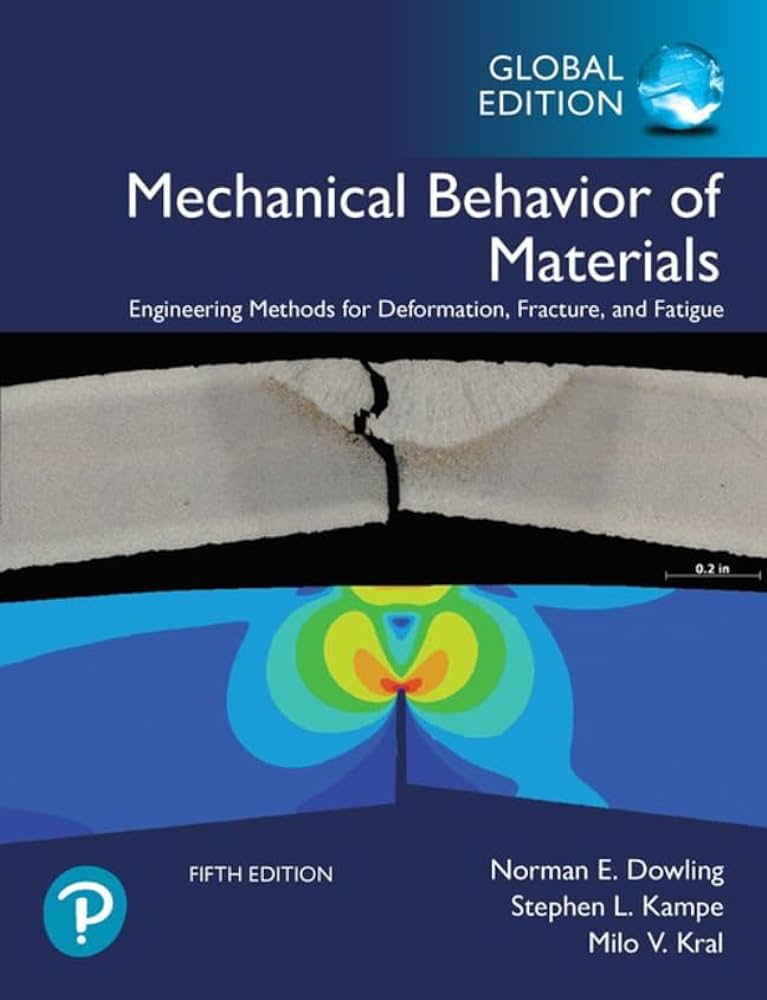 GLOBAL
EDITION
Mechanical Behavior of
Materials
Engineering Methods for Deformation, Fracture, and Fatigue
0.2 in
FIFTH EDITION
Norman E. Dowling
Stephen L. Kampe
Milo V. Kral
P